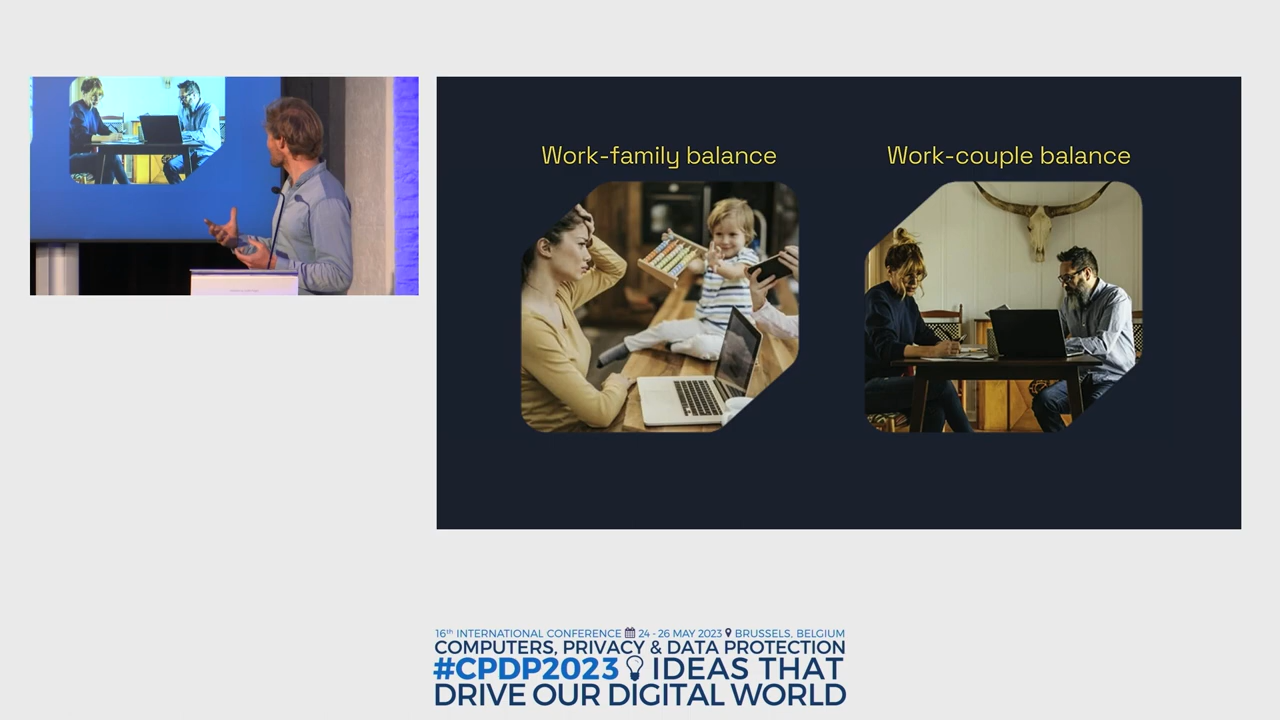 Work-family balance
Work-couple balance
16th INTERNATIONAL CONFERENCE 24 - 26 MAY 2023 BRUSSELS, BELGIUM
COMPUTERS, PRIVACY & DATA PROTECTION
#CPDP2023 IDEAS THAT
DRIVE OUR DIGITAL WORLD